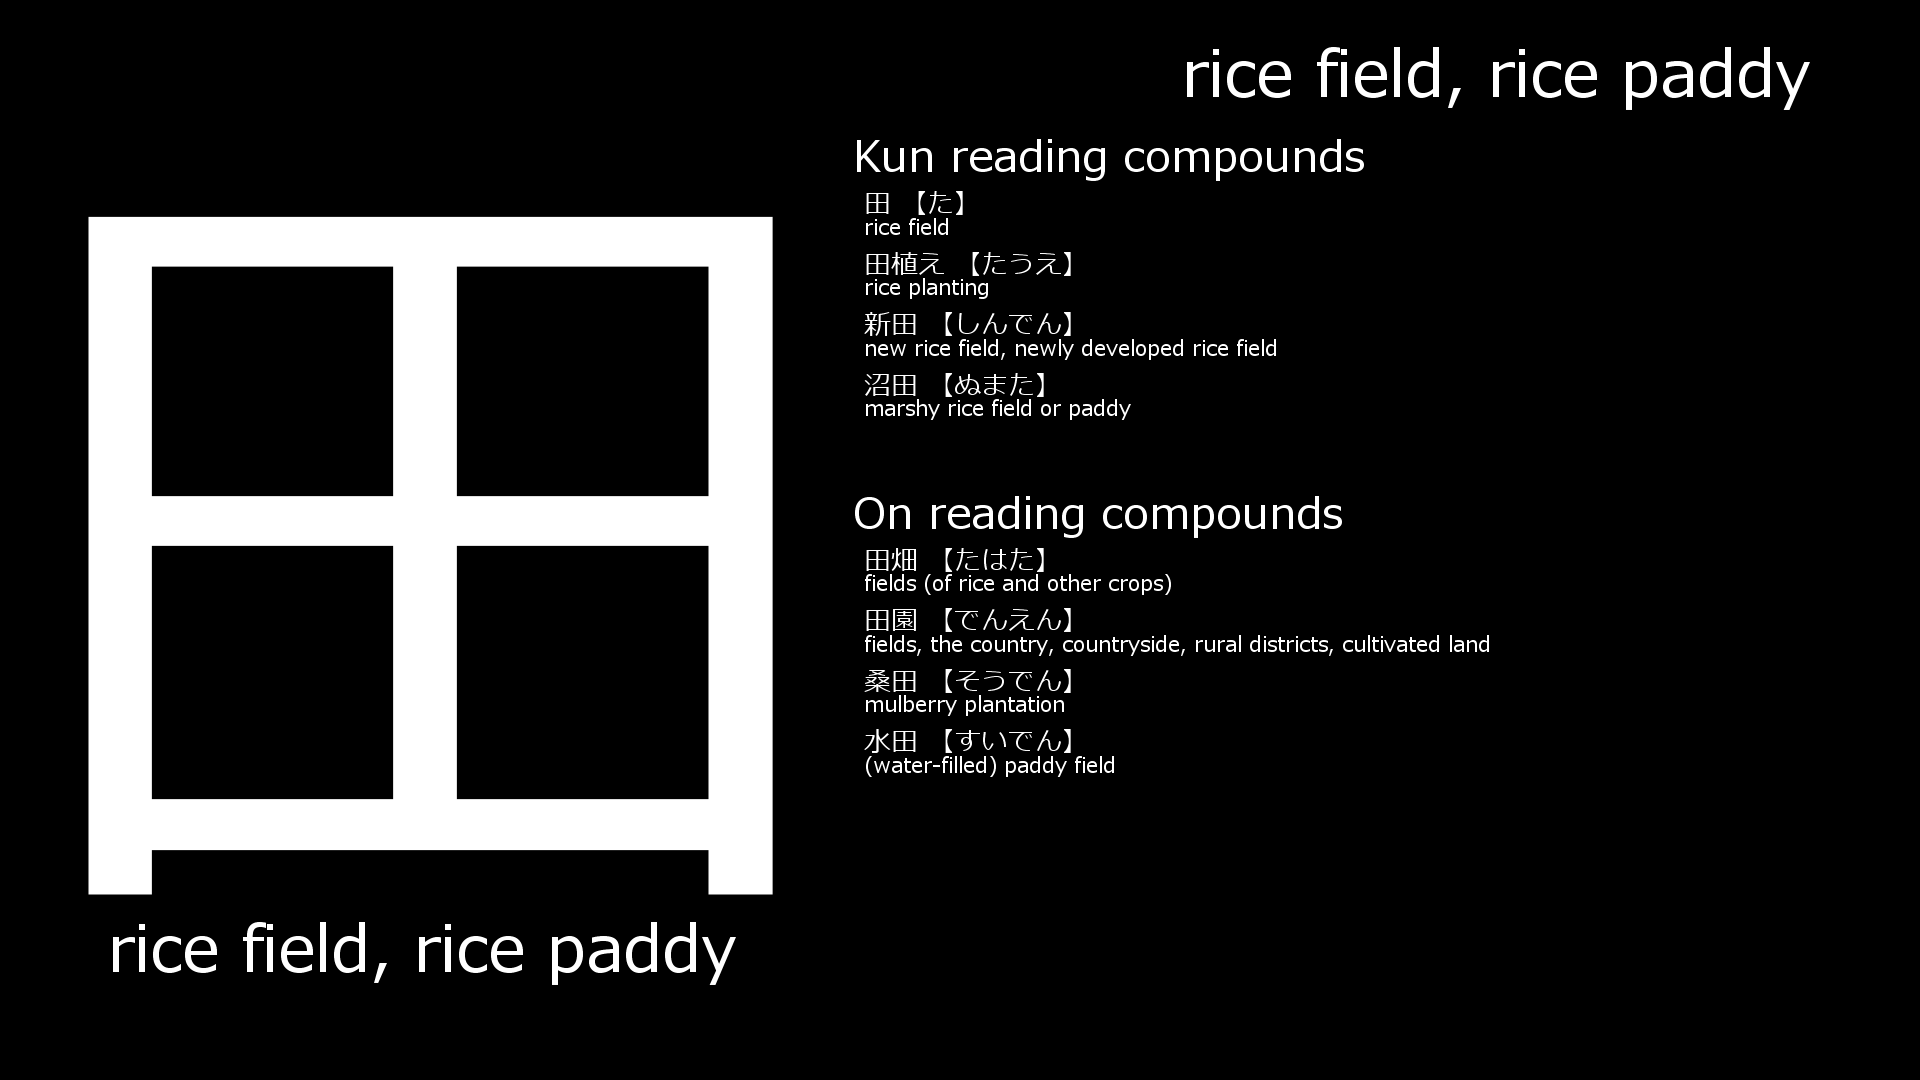 rice field, rice paddy
田
rice field, rice paddy
Kun reading compounds
田 【た】
rice field
田植え 【たうえ】
rice planting
新田 【しんでん】
new rice field, newly developed rice field
沼田 【ぬまた】
marshy rice field or paddy
On reading compounds
田畑 【たはた】
fields (of rice and other crops)
田園 【でんえん】
fields, the country, countryside, rural districts, cultivated land
桑田 【そうでん】
mulberry plantation
水田 【すいでん】
(water-filled) paddy field